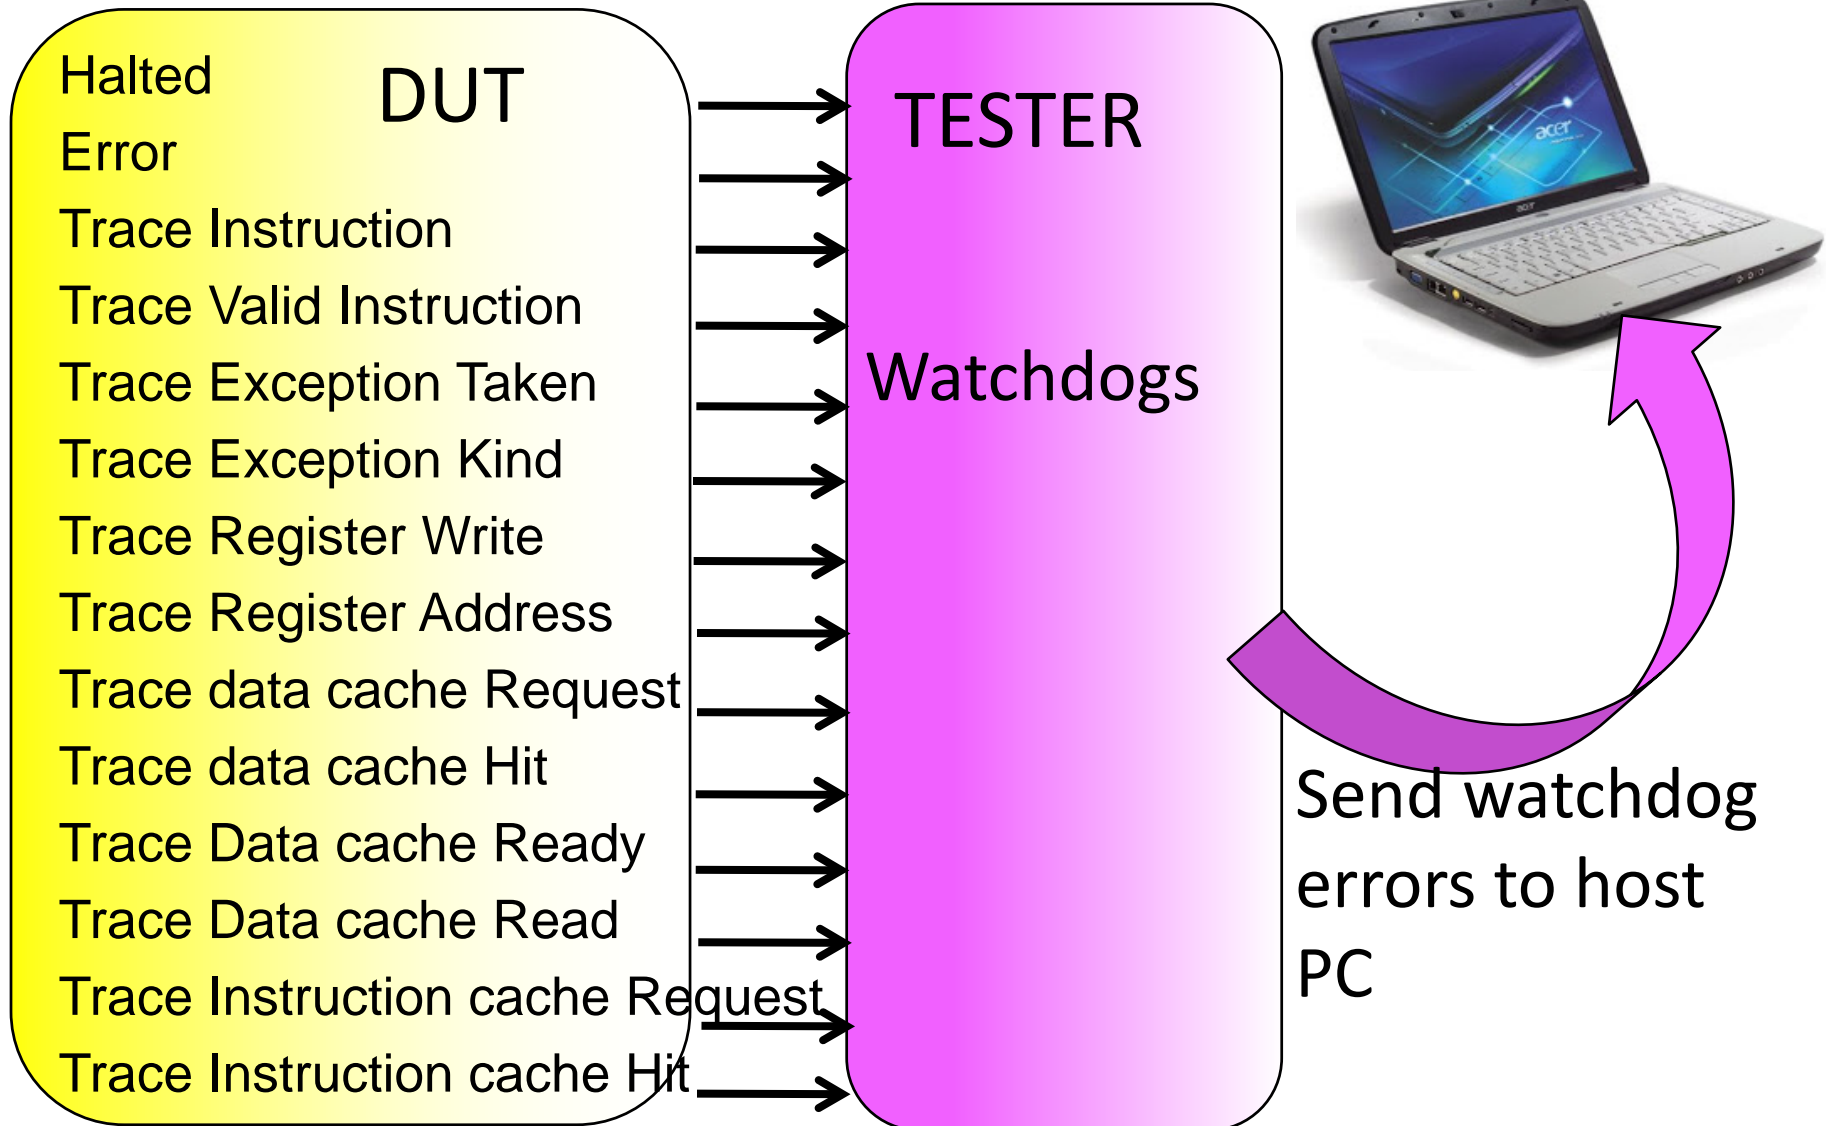 Halted
DUT
Error
Trace Instruction
Trace Valid Instruction
Trace Exception Taken
Trace Exception Kind
Trace Register Write
Trace Register Address
Trace data cache Request
Trace data cache Hit
Trace Data cache Ready
Trace Data cache Read
Trace Instruction cache Request
Trace Instruction cache Hit
TESTER
Watchdogs
acer
acer
Send watchdog
errors to host
PC